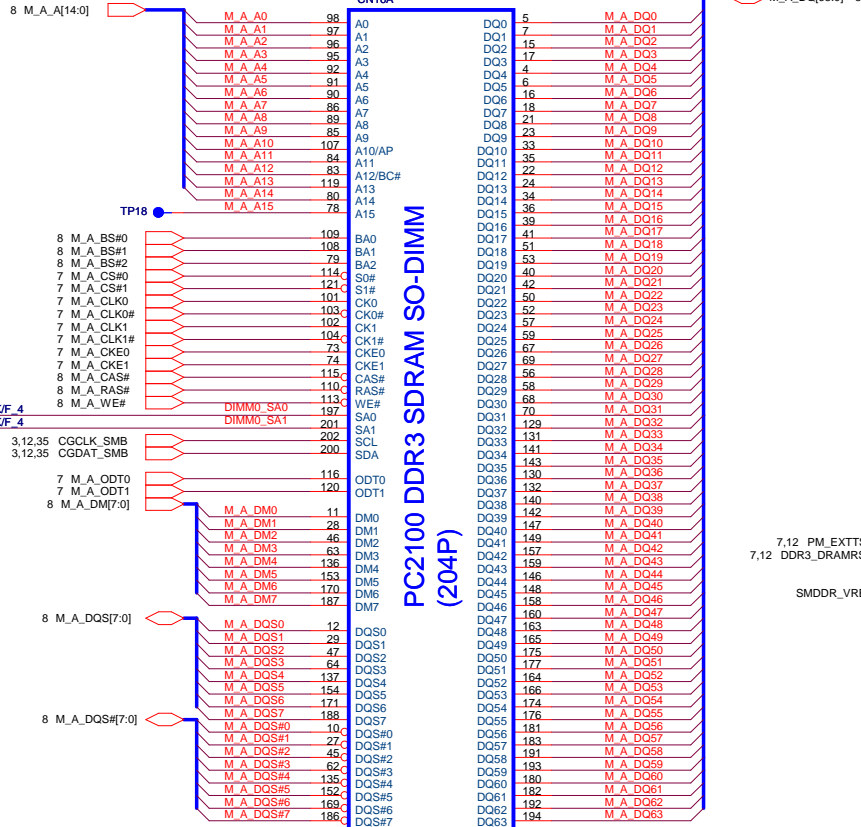 CN18A
8 M_A_A[14:0]
M_A_A0 98 A0 DQ0 5 M_A_DQ0
M_A_A1 97 A1 DQ1 7 M_A_DQ1
M_A_A2 96 A2 DQ2 15 M_A_DQ2
M_A_A3 95 A3 DQ3 17 M_A_DQ3
M_A_A4 92 A4 DQ4 4 M_A_DQ4
M_A_A5 91 A5 DQ5 6 M_A_DQ5
M_A_A6 90 A6 DQ6 16 M_A_DQ6
M_A_A7 86 A7 DQ7 18 M_A_DQ7
M_A_A8 89 A8 DQ8 21 M_A_DQ8
M_A_A9 85 A9 DQ9 23 M_A_DQ9
M_A_A10 107 A10/AP DQ10 33 M_A_DQ10
M_A_A11 84 A11 DQ11 35 M_A_DQ11
M_A_A12 83 A12/BC# DQ12 22 M_A_DQ12
M_A_A13 119 A13 DQ13 24 M_A_DQ13
M_A_A14 80 A14 DQ14 34 M_A_DQ14
TP18 M_A_A15 78 A15 DQ15 36 M_A_DQ15
DQ16 39 M_A_DQ16
8 M_A_BS#0 109 BA0 DQ17 41 M_A_DQ17
8 M_A_BS#1 108 BA1 DQ18 51 M_A_DQ18
8 M_A_BS#2 79 BA2 DQ19 53 M_A_DQ19
7 M_A_CS#0 114 S0# DQ20 40 M_A_DQ20
7 M_A_CS#1 121 S1# DQ21 42 M_A_DQ21
7 M_A_CLK0 101 CK0 DQ22 50 M_A_DQ22
7 M_A_CLK0# 103 CK0# DQ23 52 M_A_DQ23
7 M_A_CLK1 102 CK1 DQ24 57 M_A_DQ24
7 M_A_CLK1# 104 CK1# DQ25 59 M_A_DQ25
7 M_A_CKE0 73 CKE0 DQ26 67 M_A_DQ26
7 M_A_CKE1 74 CKE1 DQ27 69 M_A_DQ27
8 M_A_CAS# 115 CAS# DQ28 56 M_A_DQ28
8 M_A_RAS# 110 RAS# DQ29 58 M_A_DQ29
8 M_A_WE# 113 WE# DQ30 68 M_A_DQ30
/F_4 DIMM0_SA0 197 SA0 DQ31 70 M_A_DQ31
/F_4 DIMM0_SA1 201 SA1 DQ32 129 M_A_DQ32
3,12,35 CGCLK_SMB 202 SCL DQ33 131 M_A_DQ33
3,12,35 CGDAT_SMB 200 SDA DQ34 141 M_A_DQ34
DQ35 143 M_A_DQ35
7 M_A_ODT0 116 ODT0 DQ36 130 M_A_DQ36
7 M_A_ODT1 120 ODT1 DQ37 132 M_A_DQ37
8 M_A_DM[7:0] DQ38 140 M_A_DQ38
M_A_DM0 11 DM0 DQ39 142 M_A_DQ39
M_A_DM1 28 DM1 DQ40 147 M_A_DQ40
M_A_DM2 46 DM2 DQ41 149 M_A_DQ41
M_A_DM3 63 DM3 DQ42 157 M_A_DQ42
M_A_DM4 136 DM4 DQ43 159 M_A_DQ43
M_A_DM5 153 DM5 DQ44 146 M_A_DQ44
M_A_DM6 170 DM6 DQ45 148 M_A_DQ45
M_A_DM7 187 DM7 DQ46 158 M_A_DQ46
DQ47 160 M_A_DQ47
8 M_A_DQS[7:0]
M_A_DQS0 12 DQS0 DQ48 163 M_A_DQ48
M_A_DQS1 29 DQS1 DQ49 165 M_A_DQ49
M_A_DQS2 47 DQS2 DQ50 175 M_A_DQ50
M_A_DQS3 64 DQS3 DQ51 177 M_A_DQ51
M_A_DQS4 137 DQS4 DQ52 164 M_A_DQ52
M_A_DQS5 154 DQS5 DQ53 166 M_A_DQ53
M_A_DQS6 171 DQS6 DQ54 174 M_A_DQ54
M_A_DQS7 188 DQS7 DQ55 176 M_A_DQ55
8 M_A_DQS#[7:0]
M_A_DQS#0 10 DQS#0 DQ56 181 M_A_DQ56
M_A_DQS#1 27 DQS#1 DQ57 183 M_A_DQ57
M_A_DQS#2 45 DQS#2 DQ58 191 M_A_DQ58
M_A_DQS#3 62 DQS#3 DQ59 193 M_A_DQ59
M_A_DQS#4 135 DQS#4 DQ60 180 M_A_DQ60
M_A_DQS#5 152 DQS#5 DQ61 182 M_A_DQ61
M_A_DQS#6 169 DQS#6 DQ62 192 M_A_DQ62
M_A_DQS#7 186 DQS#7 DQ63 194 M_A_DQ63
PC2100 DDR3 SDRAM SO-DIMM
(204P)
7,12 PM_EXTTS
7,12 DDR3_DRAMRS
SMDDR_VRE